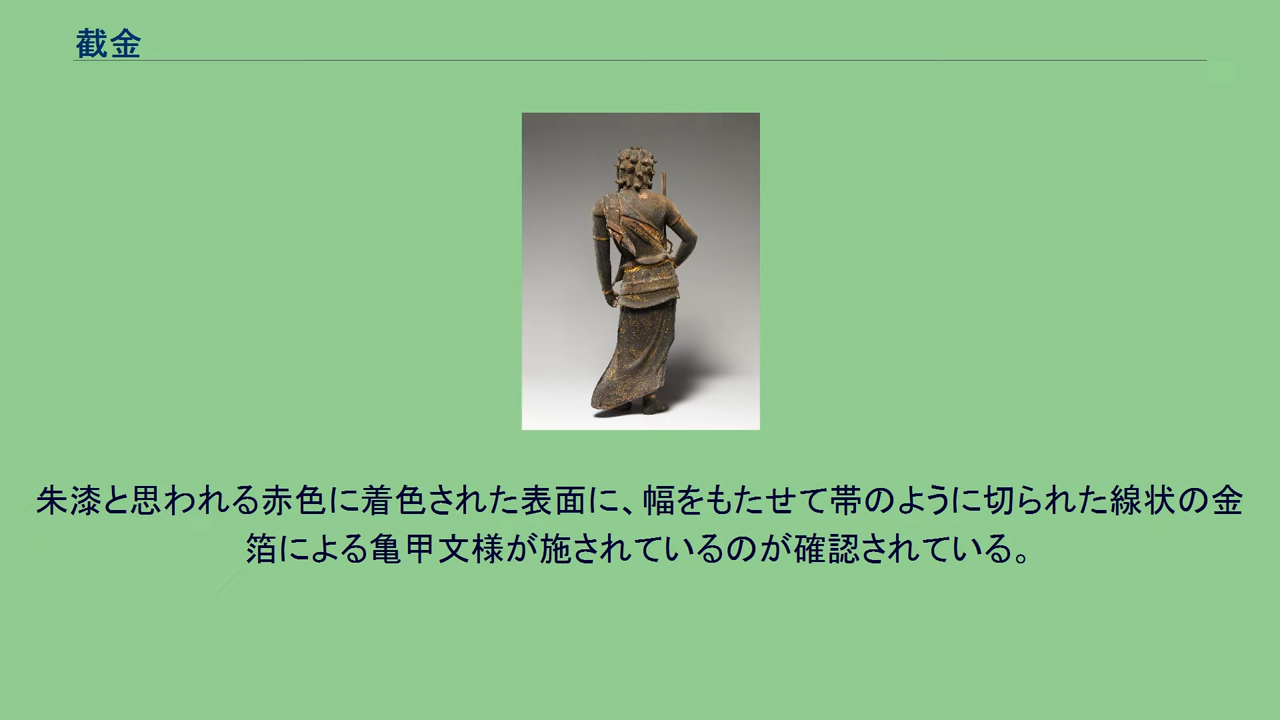 截金
朱漆と思われる赤色に着色された表面に、幅をもたせて帯のように切られた線状の金
箔による亀甲文様が施されているのが確認されている。